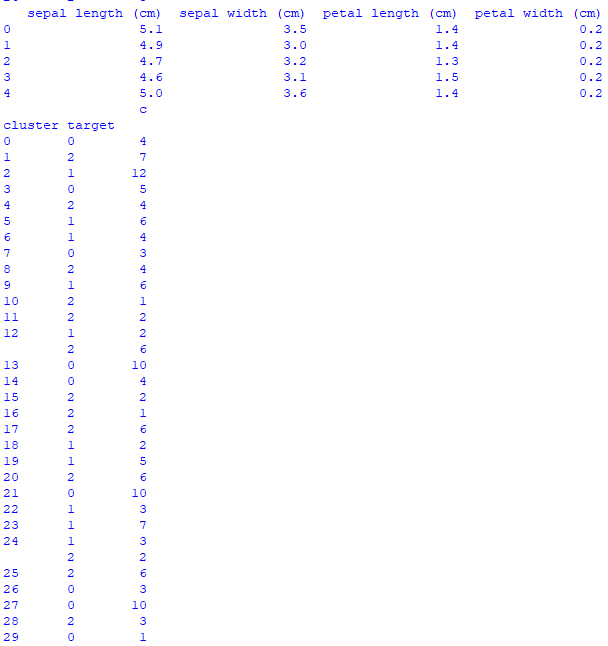 sepal length (cm)  sepal width (cm)  petal length (cm)  petal width (cm)
0                5.1               3.5                1.4               0.2
1                4.9               3.0                1.4               0.2
2                4.7               3.2                1.3               0.2
3                4.6               3.1                1.5               0.2
4                5.0               3.6                1.4               0.2
c
cluster target
0       0        4
1       2        7
2       1       12
3       0        5
4       2        4
5       1        6
6       1        4
7       0        3
8       2        4
9       1        6
10      2        1
11      2        2
12      1        2
2        6
13      0       10
14      0        4
15      2        2
16      2        1
17      2        6
18      1        2
19      1        5
20      2        6
21      0       10
22      1        3
23      1        7
24      1        3
2        2
25      2        6
26      0        3
27      0       10
28      2        3
29      0        1